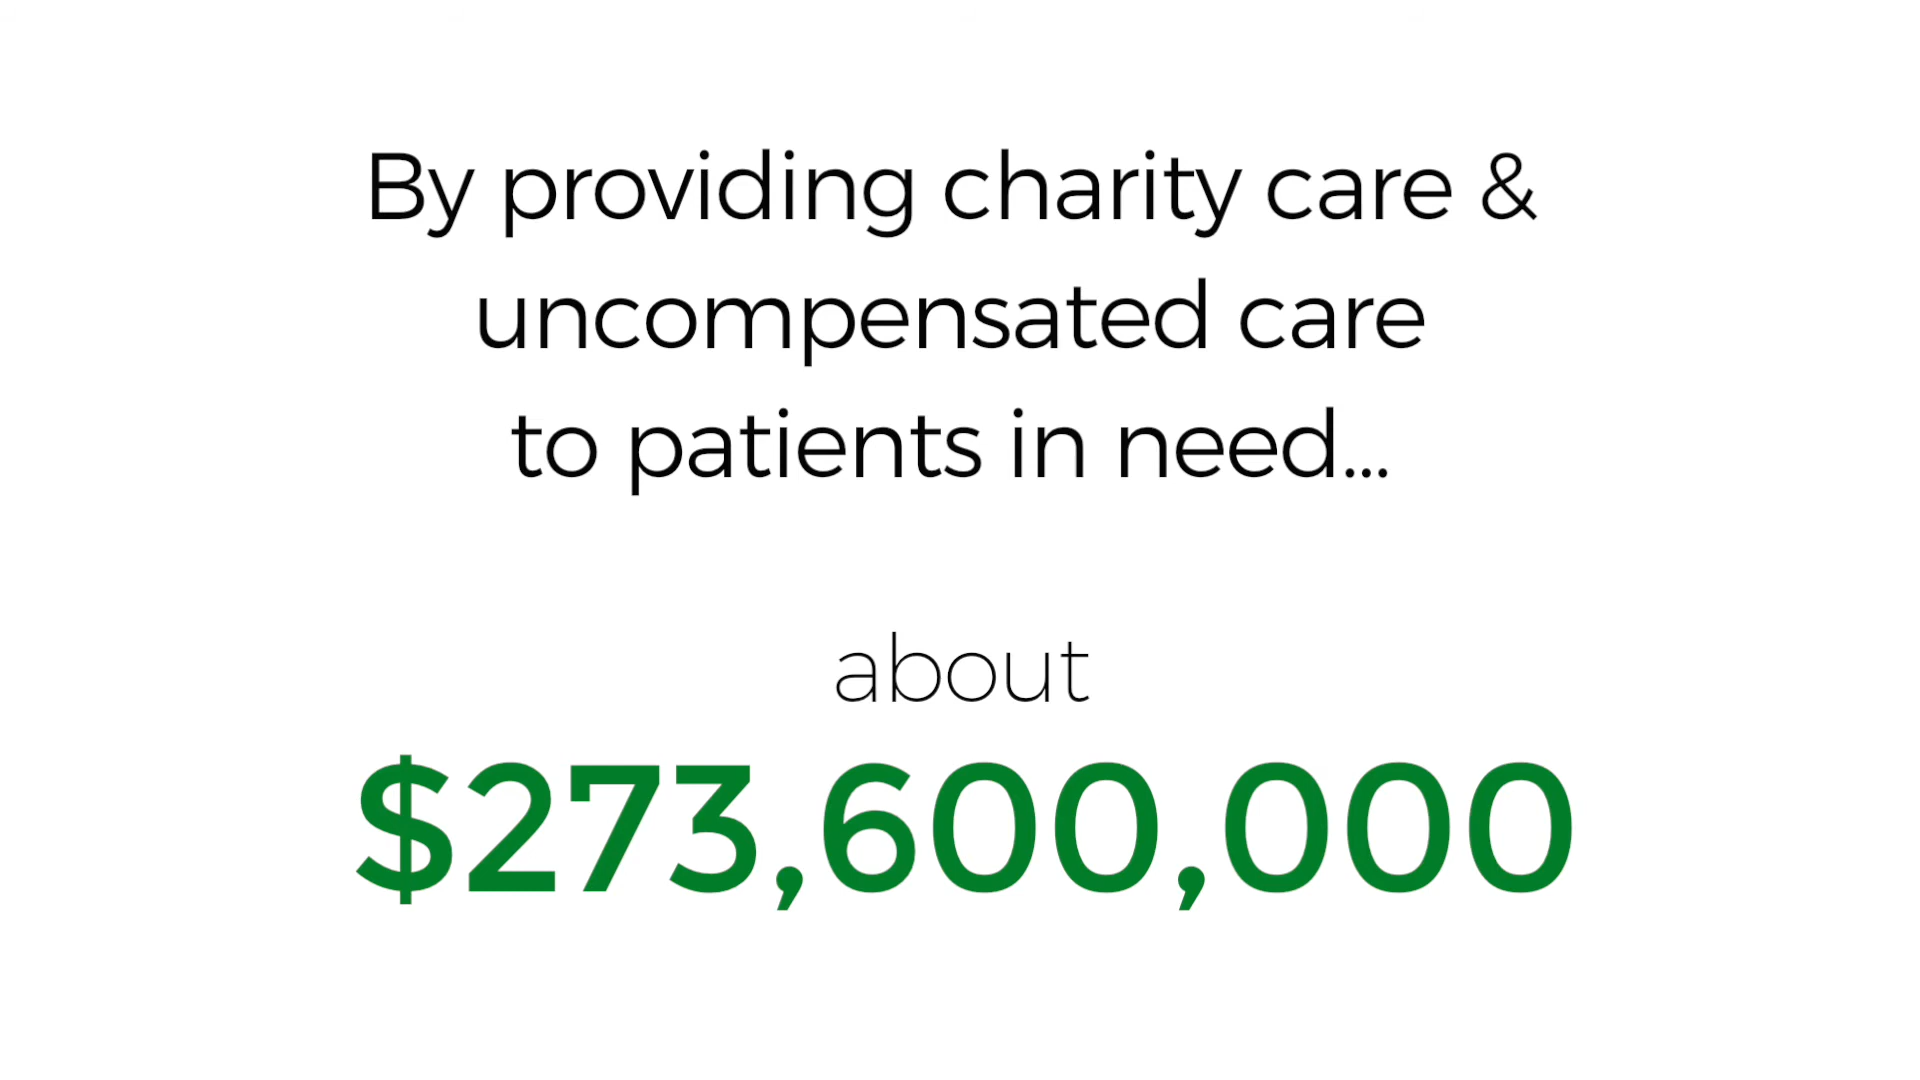 By providing charity care &
uncompensated care
to patients in need...
about
$273,600,000